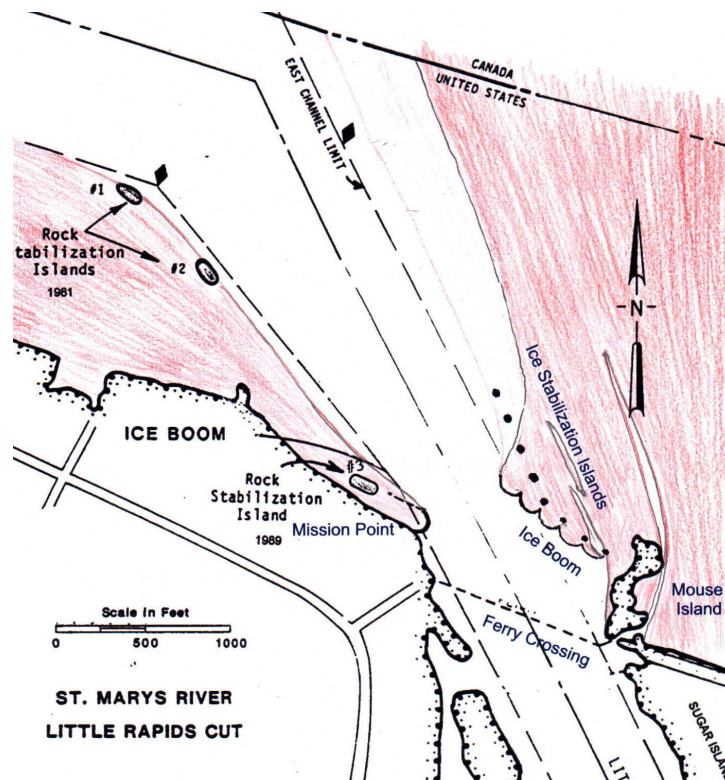 CANADA
UNITED STATES
EAST CHANNEL LIMIT
#1
Rock
tabilization
Islands
1981
#2
N
Ice Stabilization Islands
ICE BOOM
#3
Rock
Stabilization
Island
1989
Mission Point
Ice Boom
Mouse
Island
Ferry Crossing
Scale in Feet
0 500 1000
ST. MARYS RIVER
LITTLE RAPIDS CUT
SUGAR ISLAN
LIT